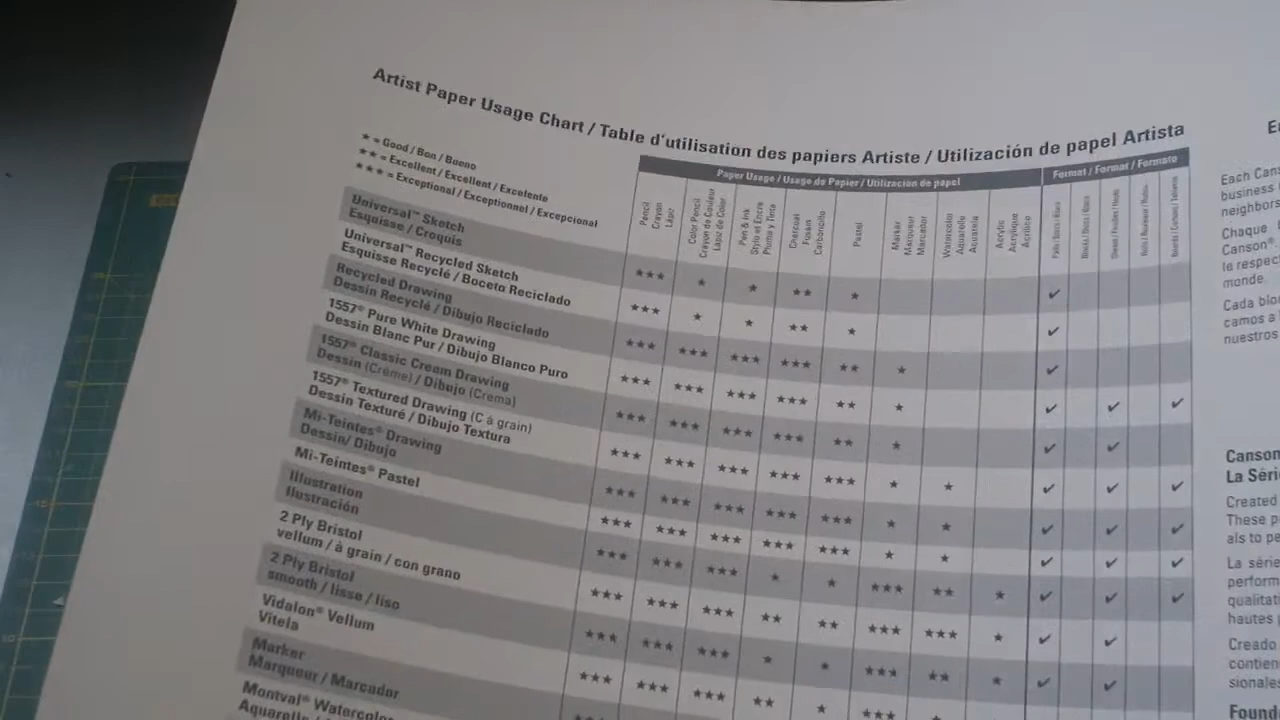 Artist Paper Usage Chart / Table d'utilisation des papiers Artiste / Utilización de papel Artista
★ = Good / Bon / Bueno
★★ = Excellent / Excellent / Excelente
★★★ = Exceptional / Exceptionnel / Excepcional
Paper Usage / Usage de Papier / Utilización de papel
Format / Format / Formato
Pencil
Crayon
Lápiz
Color Pencil
Crayon de Couleur
Lápiz de Color
Pen & Ink
Stylo et Encre
Pluma y Tinta
Charcoal
Fusain
Carboncillo
Pastel
Marker
Marqueur
Marcador
Watercolor
Aquarelle
Acuarela
Acrylic
Acrylique
Acrílico
Universal™ Sketch
Esquisse / Croquis
★★★ ★ ★ ★★ ★ ✔
Universal™ Recycled Sketch
Esquisse Recyclé / Boceto Reciclado
★★★ ★ ★ ★★ ★ ✔
Recycled Drawing
Dessin Recyclé / Dibujo Reciclado
★★★ ★★★ ★★★ ★★★ ★★ ★ ✔
1557® Pure White Drawing
Dessin Blanc Pur / Dibujo Blanco Puro
★★★ ★★★ ★★★ ★★★ ★★ ★ ✔ ✔ ✔
1557® Classic Cream Drawing
Dessin (Crème) / Dibujo (Crema)
★★★ ★★★ ★★★ ★★★ ★★ ★ ✔ ✔
1557® Textured Drawing (C à grain)
Dessin Texturé / Dibujo Textura
★★★ ★★★ ★★★ ★★★ ★★★ ★ ★ ✔ ✔ ✔
Mi-Teintes® Drawing
Dessin/ Dibujo
★★★ ★★★ ★★★ ★★★ ★★★ ★ ★ ✔ ✔ ✔
Mi-Teintes® Pastel
★★★ ★★★ ★★★ ★★★ ★★★ ★ ★ ✔ ✔ ✔
Illustration
Ilustración
★★★ ★★★ ★★★ ★ ★ ★★★ ★★ ★ ✔ ✔ ✔
2 Ply Bristol
vellum / à grain / con grano
★★★ ★★★ ★★★ ★★ ★★ ★★★ ★★★ ★ ✔ ✔
2 Ply Bristol
smooth / lisse / liso
★★★ ★★★ ★★★ ★ ★ ★★★ ★★ ★ ✔ ✔
Vidalon® Vellum
Vitela
★★★ ★★★ ★★★ ★★ ★ ★★★
Marker
Marqueur / Marcador
Montval® Watercolor
Aquarelle
Each Cans
business
neighbors
Chaque
Canson®
le respec
monde.
Cada blo
camos a
nuestros
Canson
La Séri
Created
These p
als to pe
La série
perform
qualitat
hautes p
Creado
contien
sionales
Found